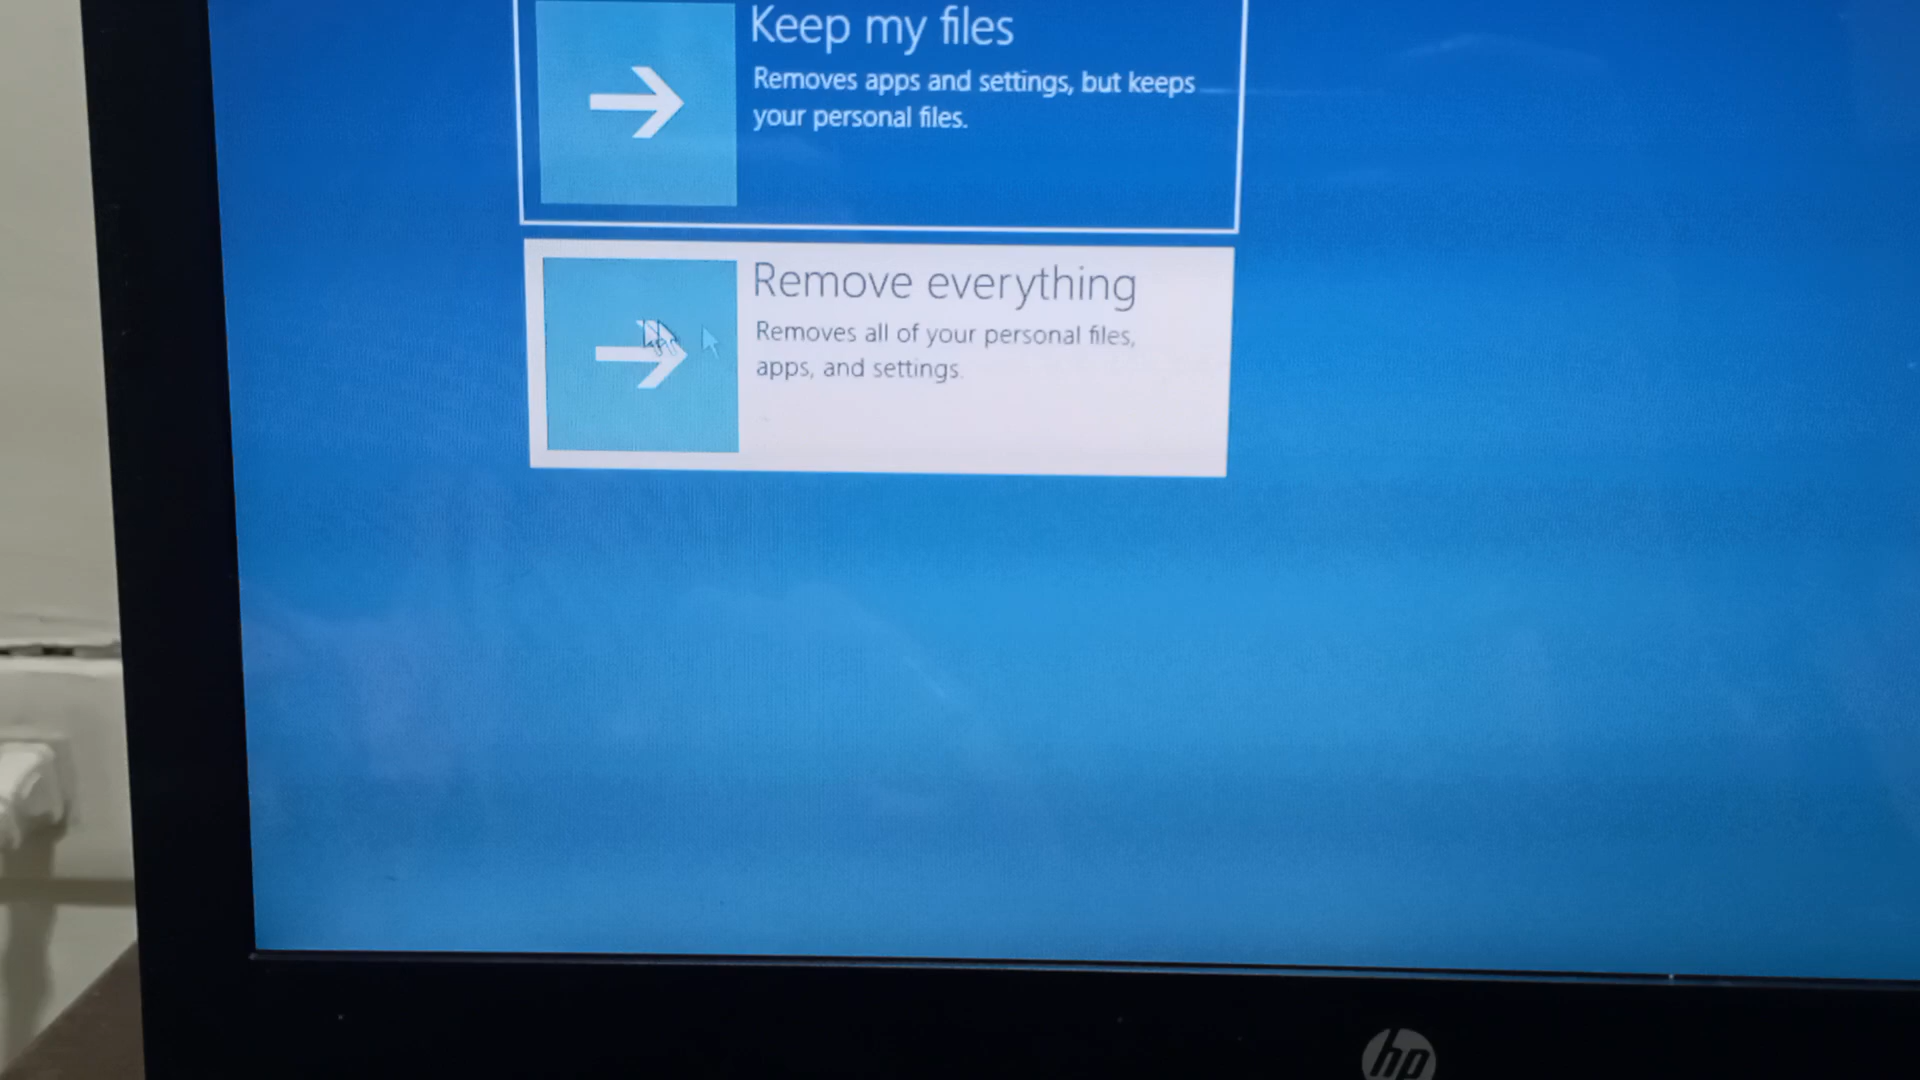 Keep my files
Removes apps and settings, but keeps
your personal files.
Remove everything
Removes all of your personal files,
apps, and settings.
hp